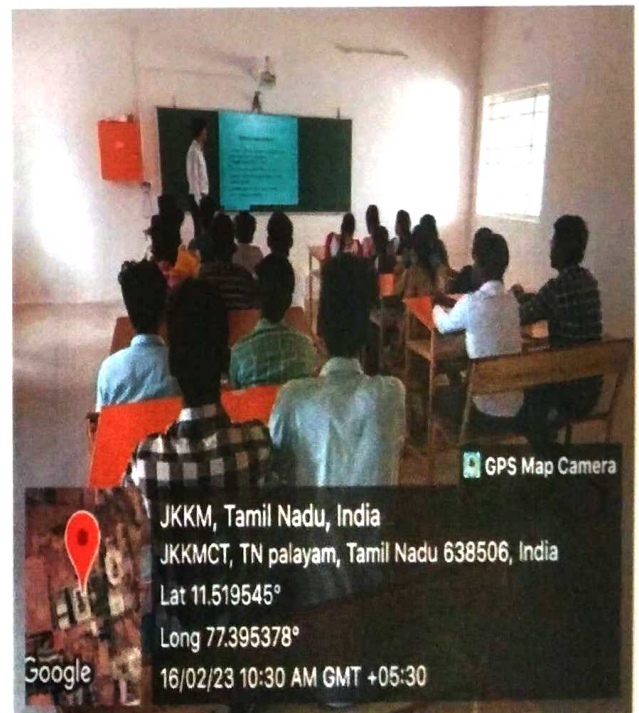 GPS Map Camera
JKKM, Tamil Nadu, India
JKKMCT, TN palayam, Tamil Nadu 638506, India
Lat 11.519545°
Long 77.395378°
Google
16/02/23 10:30 AM GMT +05:30